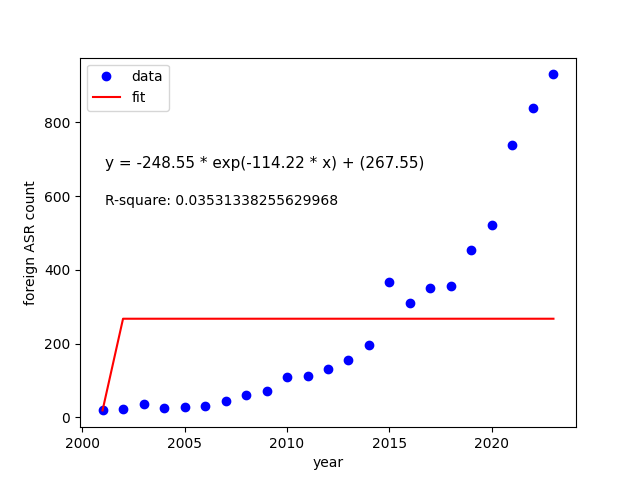 data
fit
y = -248.55 * exp(-114.22 * x) + (267.55)
R-square: 0.03531338255629968
foreign ASR count
800
600
400
200
0
2000 2005 2010 2015 2020
year